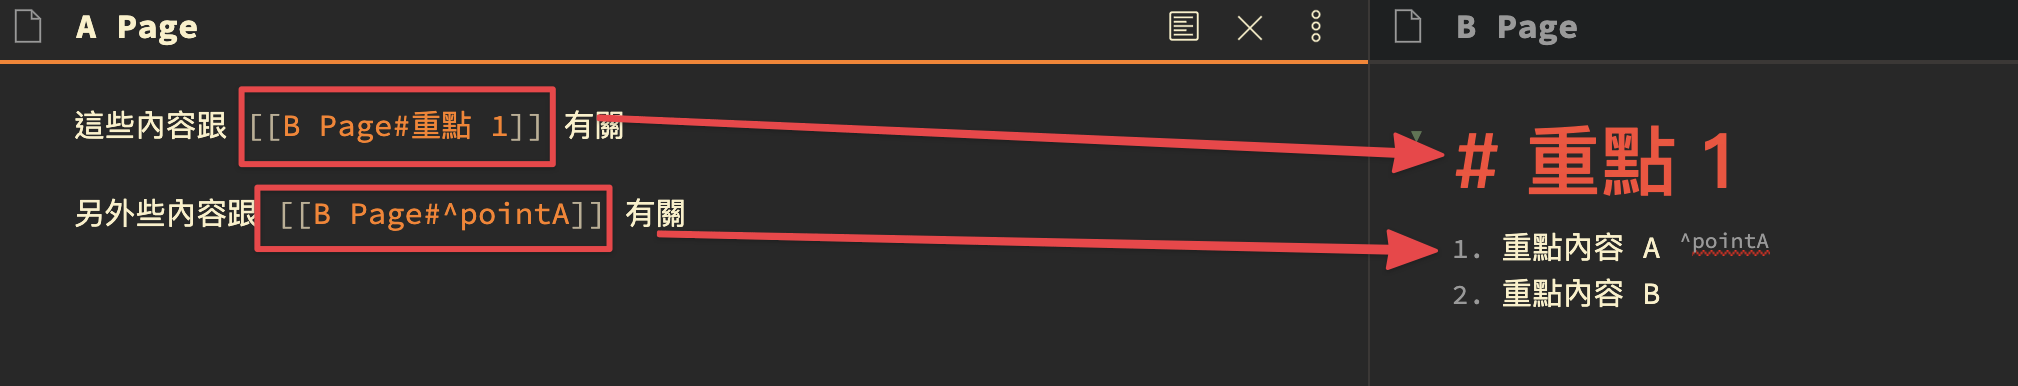 A Page
這些內容跟 [[B Page#重點 1]] 有關
另外些內容跟 [[B Page#^pointA]] 有關
B Page
# 重點 1
1. 重點內容 A ^pointA
2. 重點內容 B